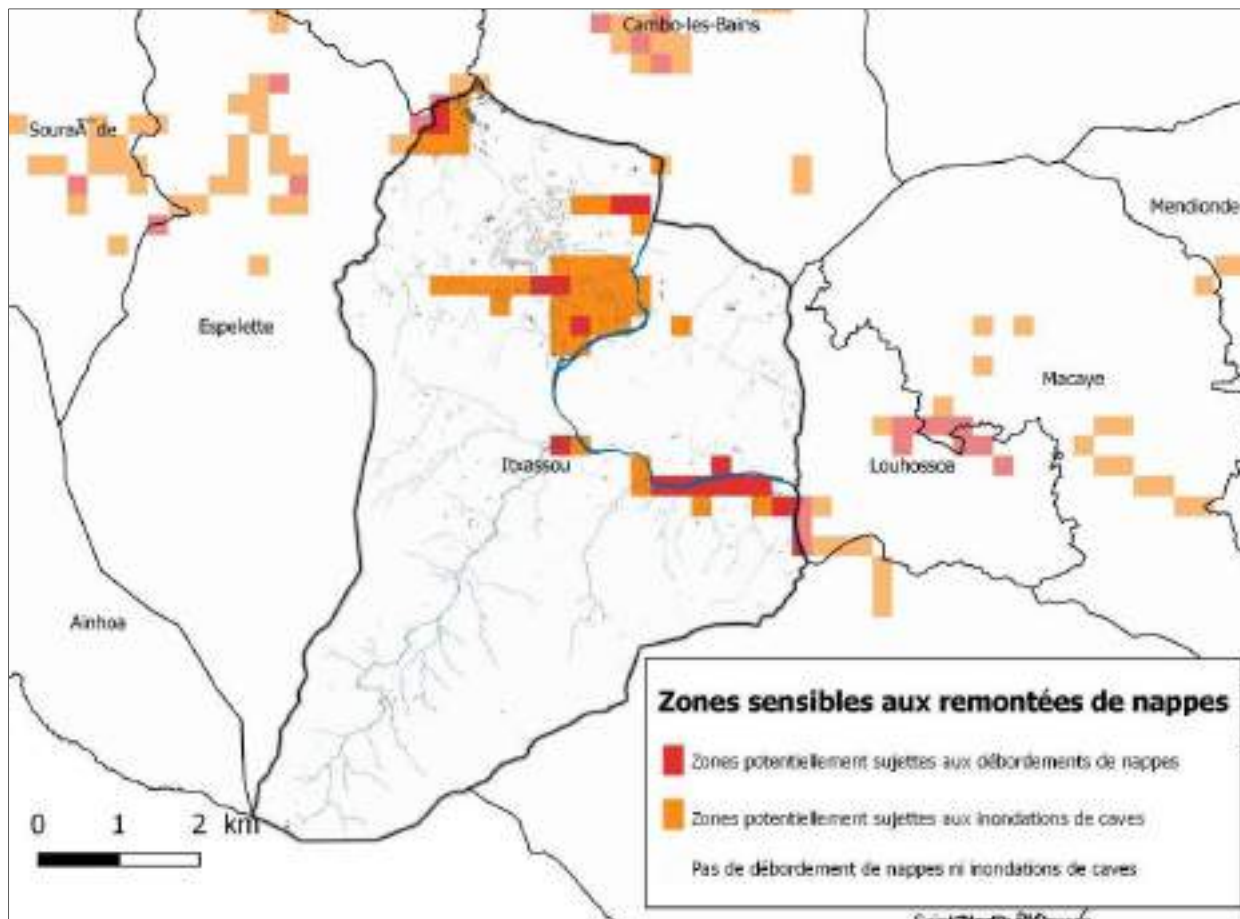 Cambo-les-Bains
SouraÃ¯de
Mendionde
Espelette
Macaye
Itxassou
Louhossoa
Ainhoa
Zones sensibles aux remontées de nappes
Zones potentiellement sujettes aux débordements de nappes
Zones potentiellement sujettes aux inondations de caves
Pas de débordement de nappes ni inondations de caves
0 1 2 km